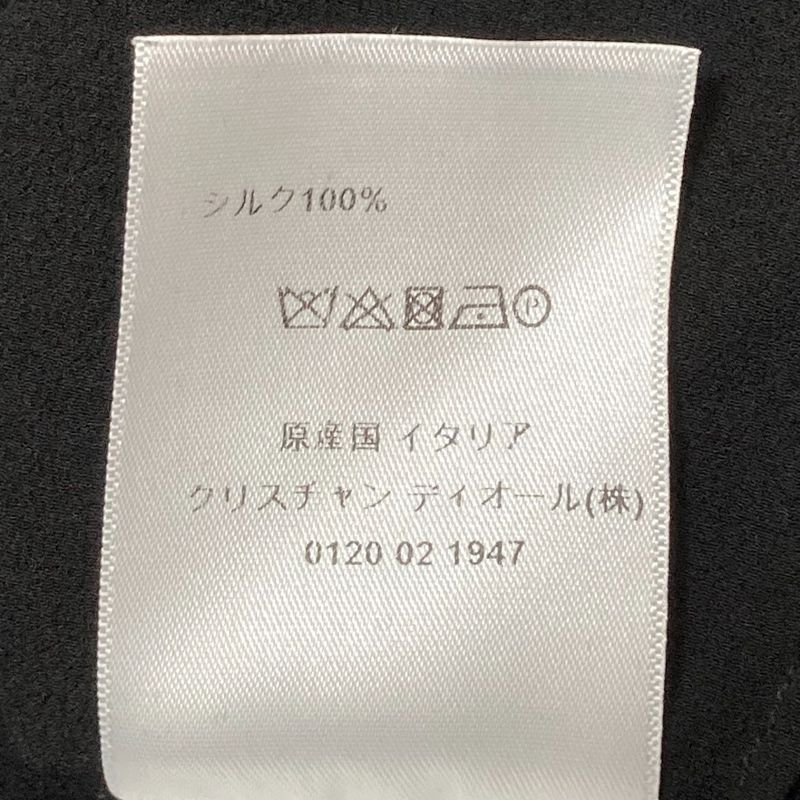 シルク100%
P
原産国 イタリア
クリスチャン ディオール(株)
0120 02 1947